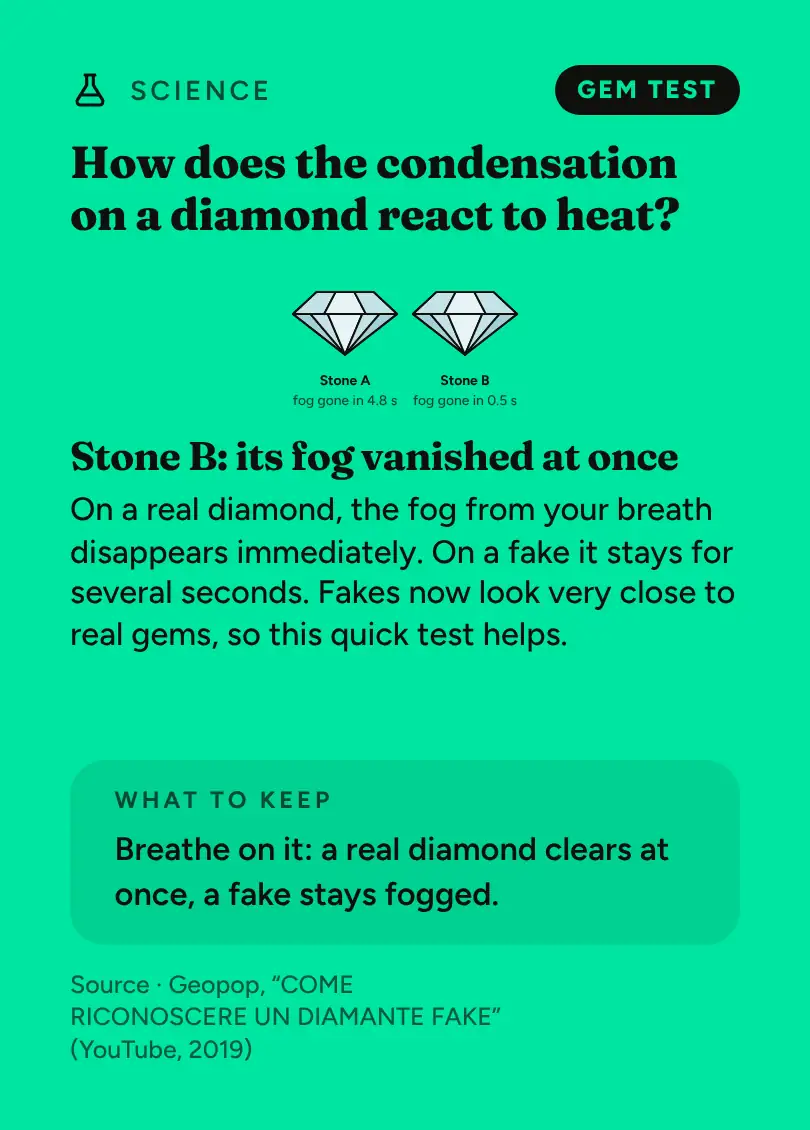 SCIENCE
GEM TEST
How does the condensation
on a diamond react to heat?
Stone A
fog gone in 4.8 s
Stone B
fog gone in 0.5 s
Stone B: its fog vanished at once
On a real diamond, the fog from your breath
disappears immediately. On a fake it stays for
several seconds. Fakes now look very close to
real gems, so this quick test helps.
WHAT TO KEEP
Breathe on it: a real diamond clears at
once, a fake stays fogged.
Source · Geopop, “COME
RICONOSCERE UN DIAMANTE FAKE”
(YouTube, 2019)